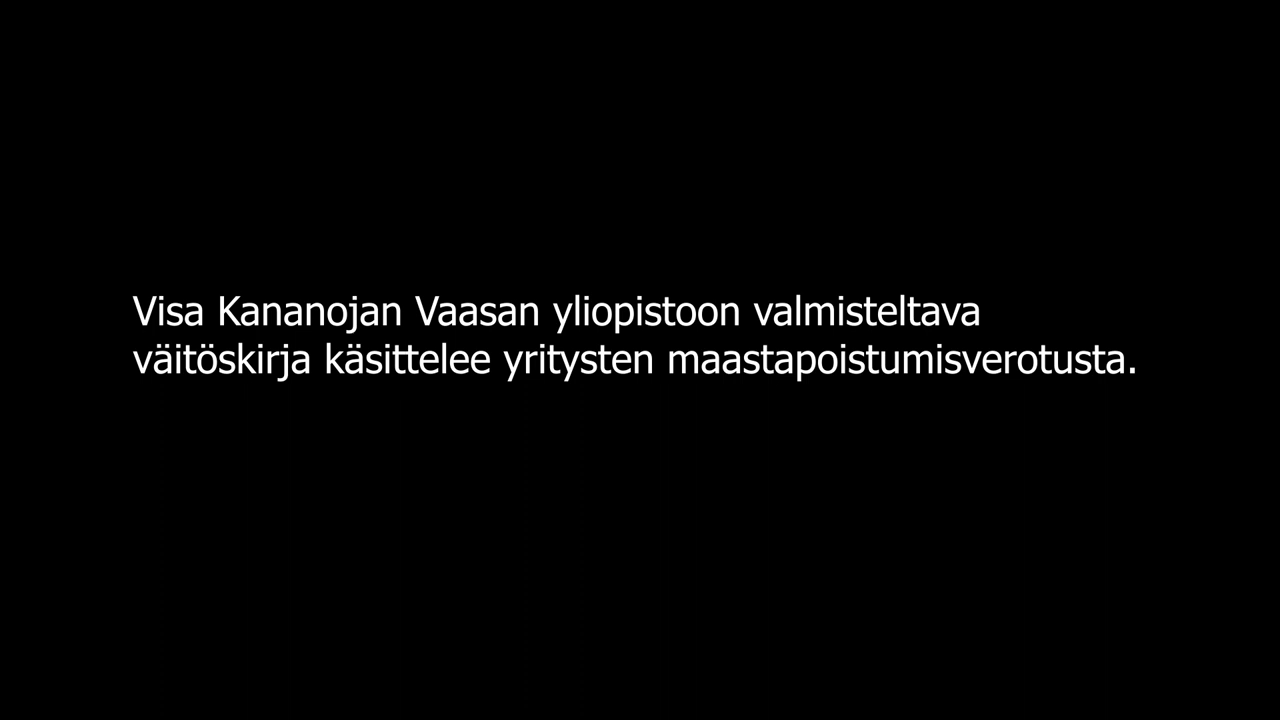 Visa Kananojan Vaasan yliopistoon valmisteltava
väitöskirja käsittelee yritysten maastapoistumisverotusta.